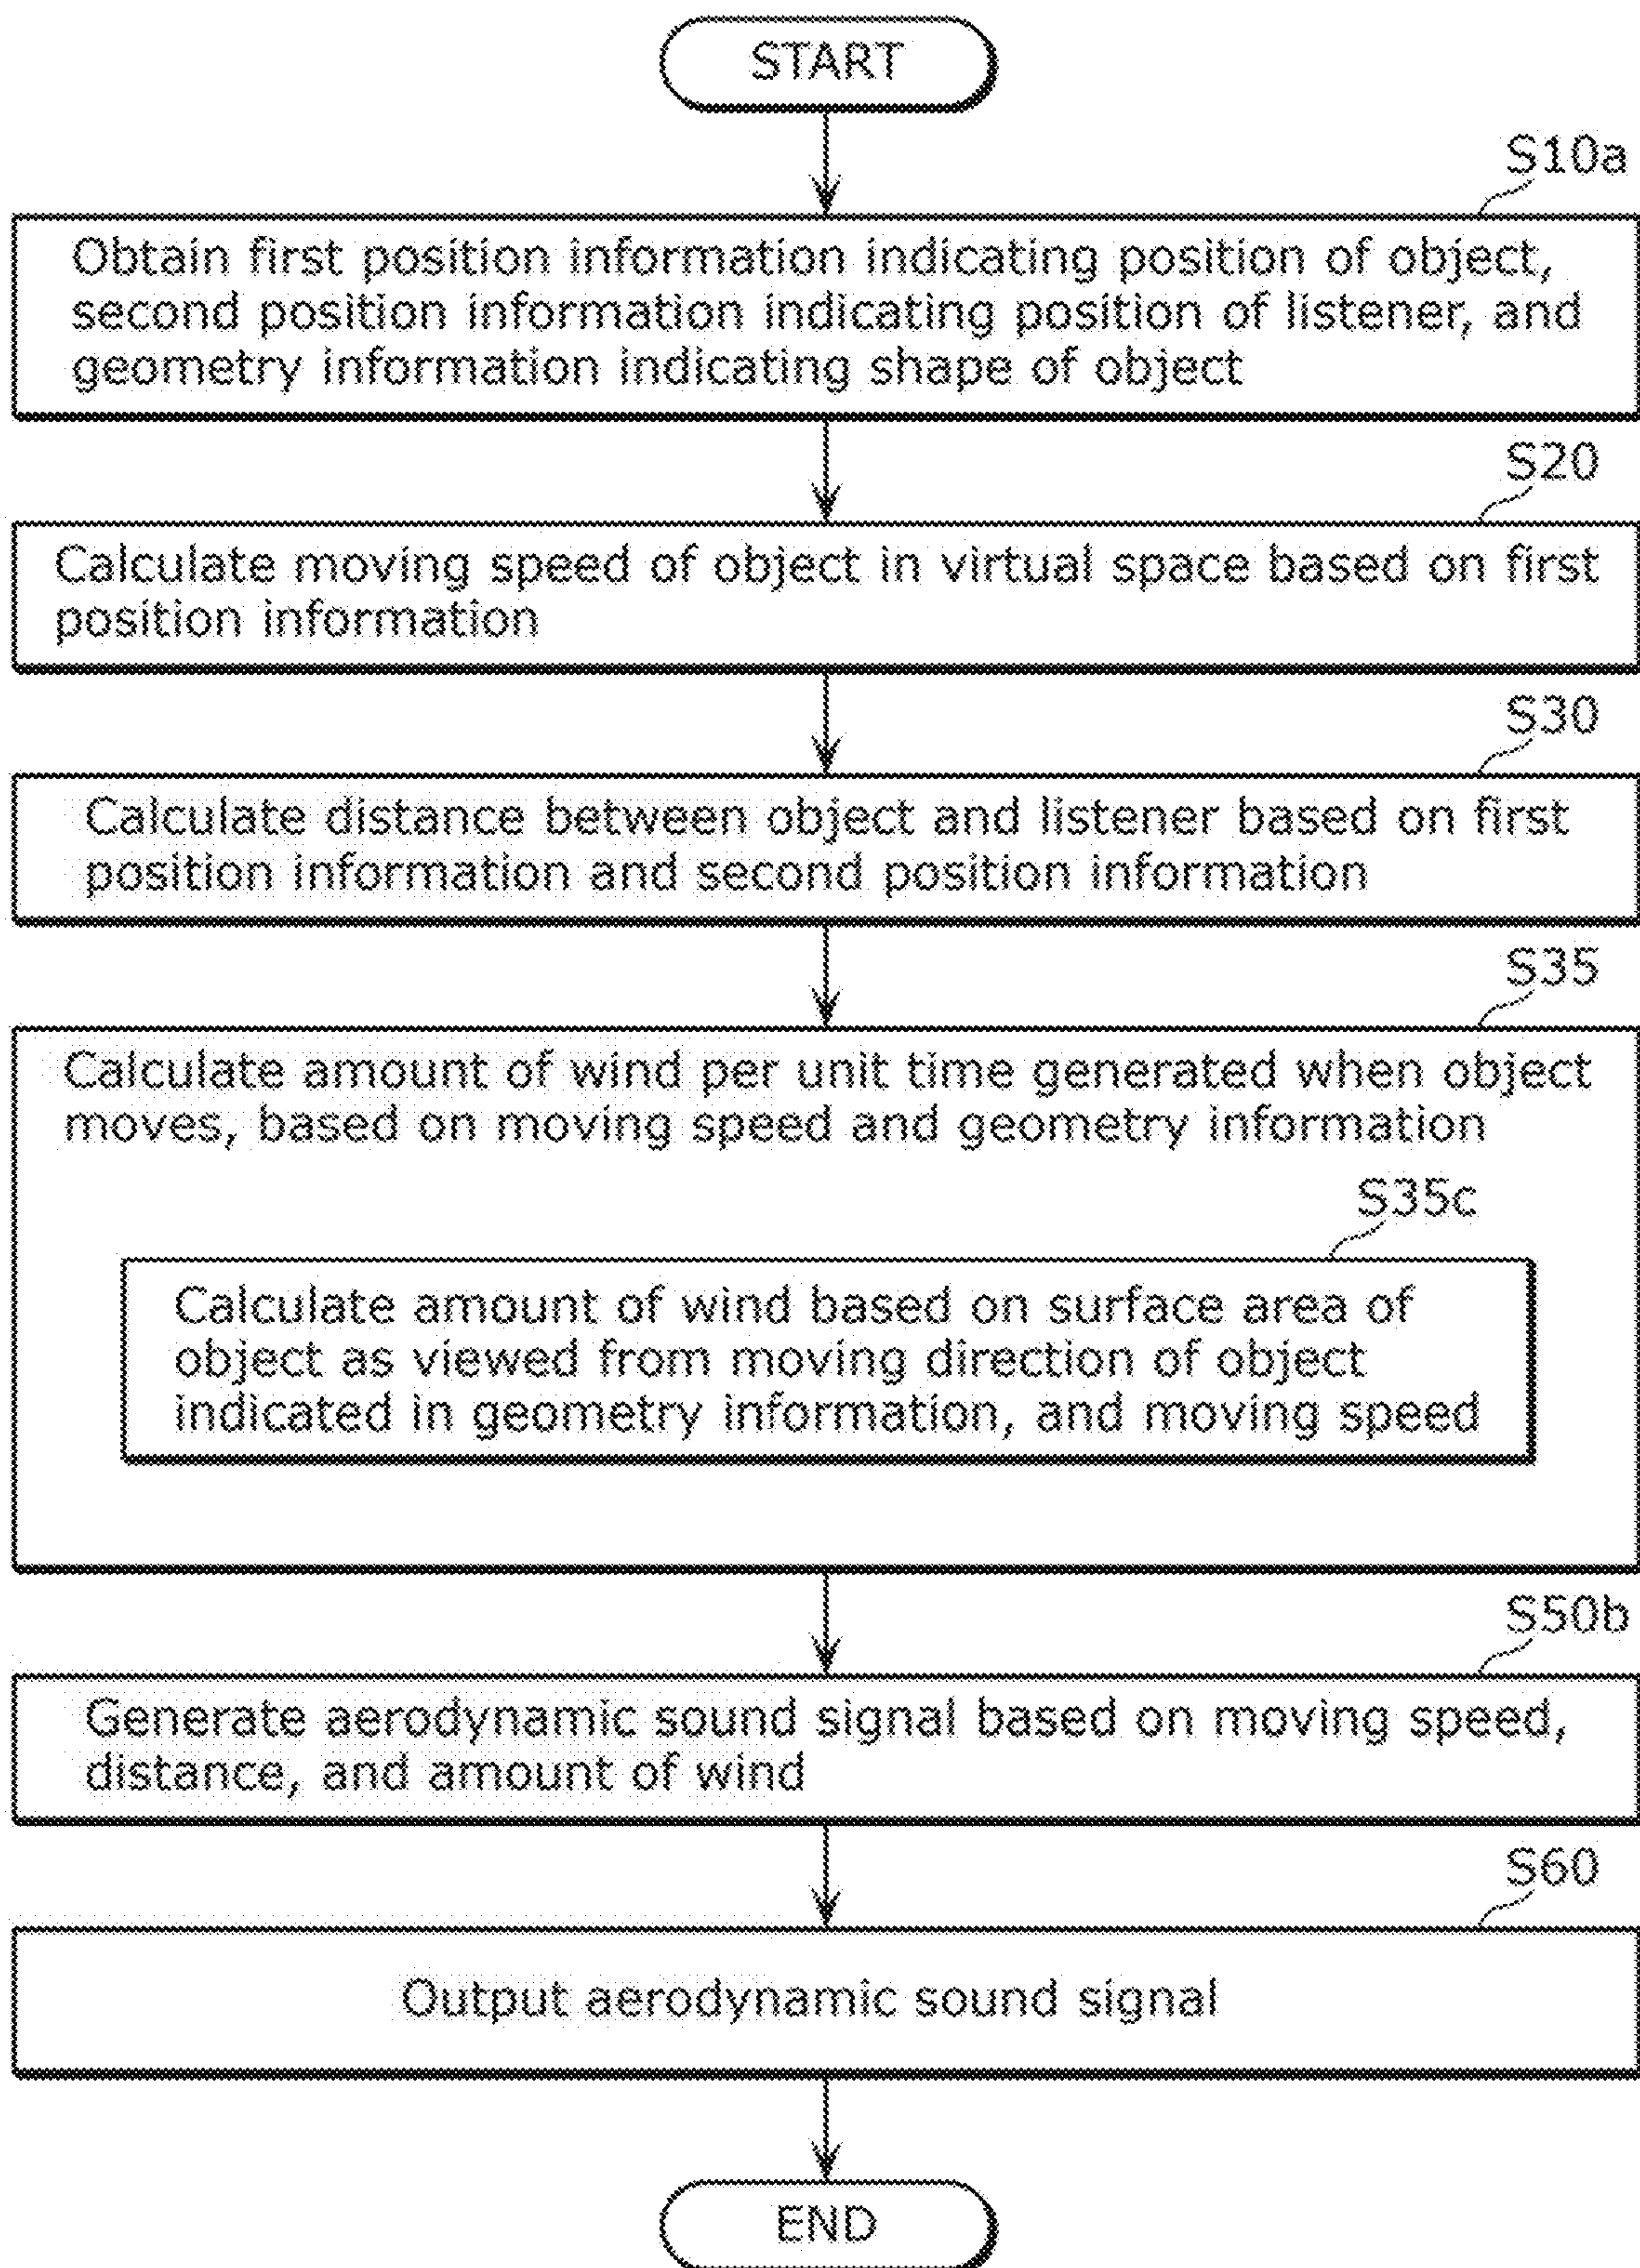 START
S10a
Obtain first position information indicating position of object,
second position information indicating position of listener, and
geometry information indicating shape of object
S20
Calculate moving speed of object in virtual space based on first
position information
S30
Calculate distance between object and listener based on first
position information and second position information
S35
Calculate amount of wind per unit time generated when object
moves, based on moving speed and geometry information
S35c
Calculate amount of wind based on surface area of
object as viewed from moving direction of object
indicated in geometry information, and moving speed
S50b
Generate aerodynamic sound signal based on moving speed,
distance, and amount of wind
S60
Output aerodynamic sound signal
END